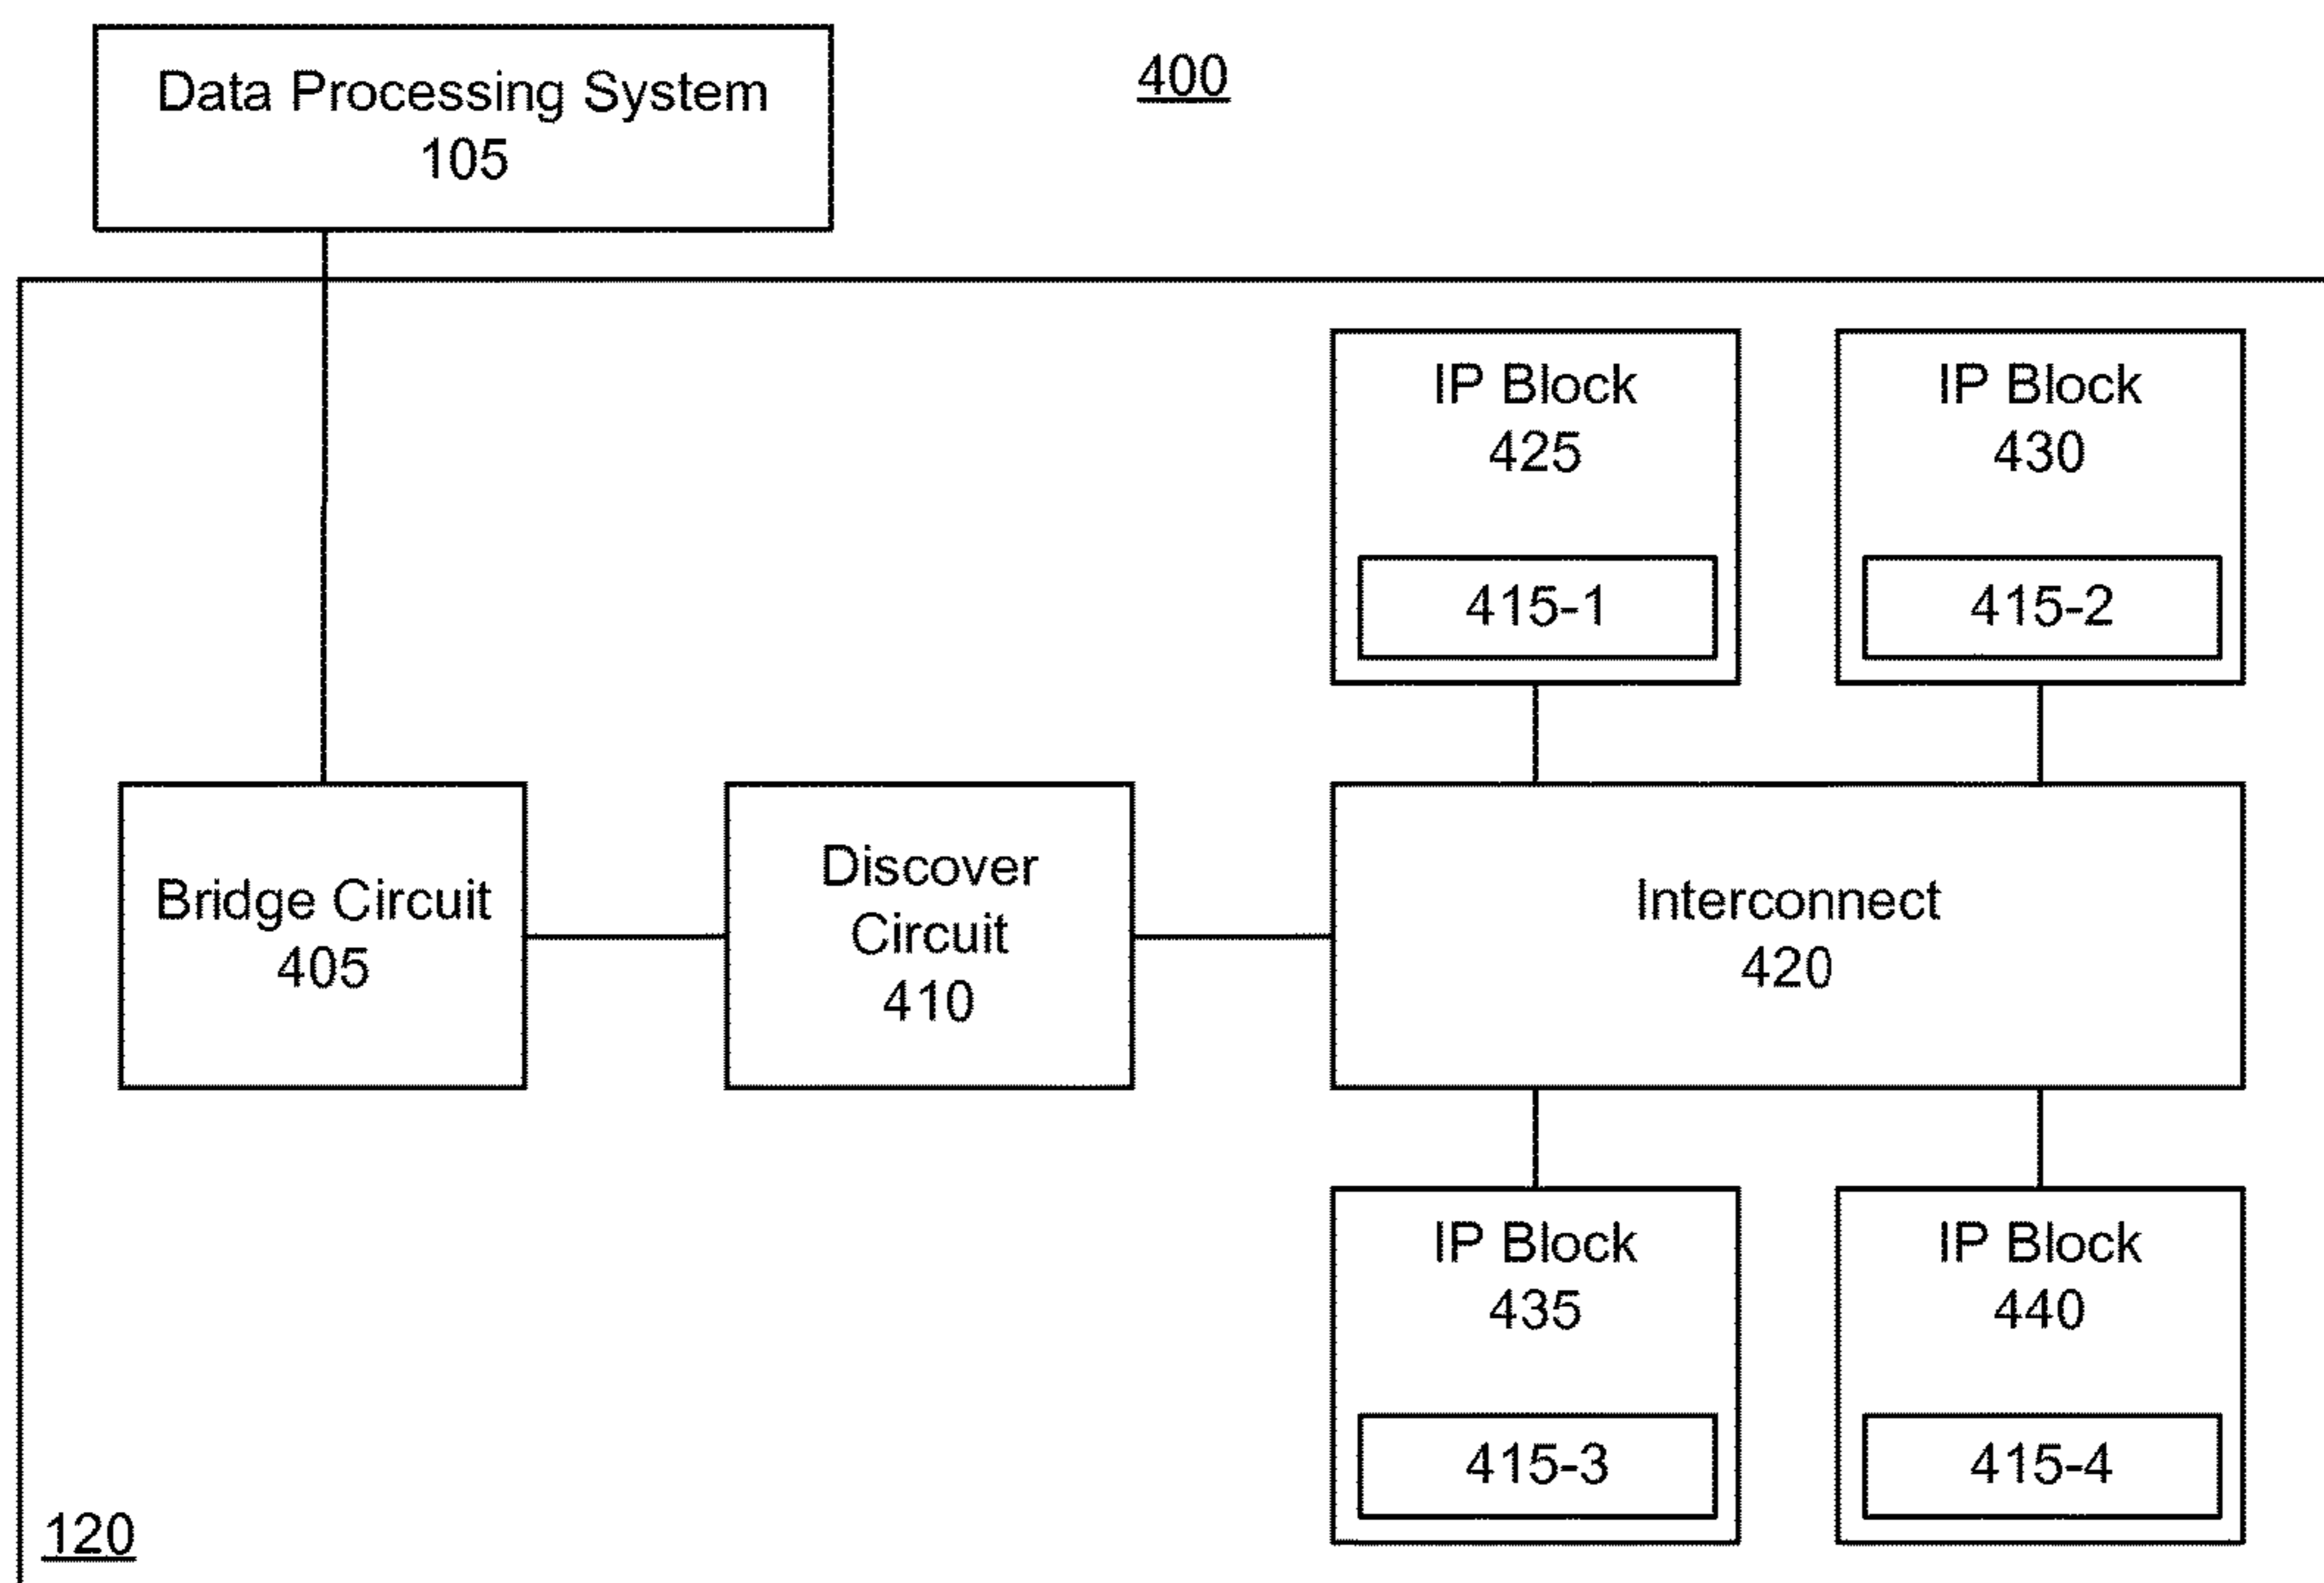 Data Processing System
105
400
IP Block
425
415-1
IP Block
430
415-2
Bridge Circuit
405
Discover
Circuit
410
Interconnect
420
IP Block
435
415-3
IP Block
440
415-4
120